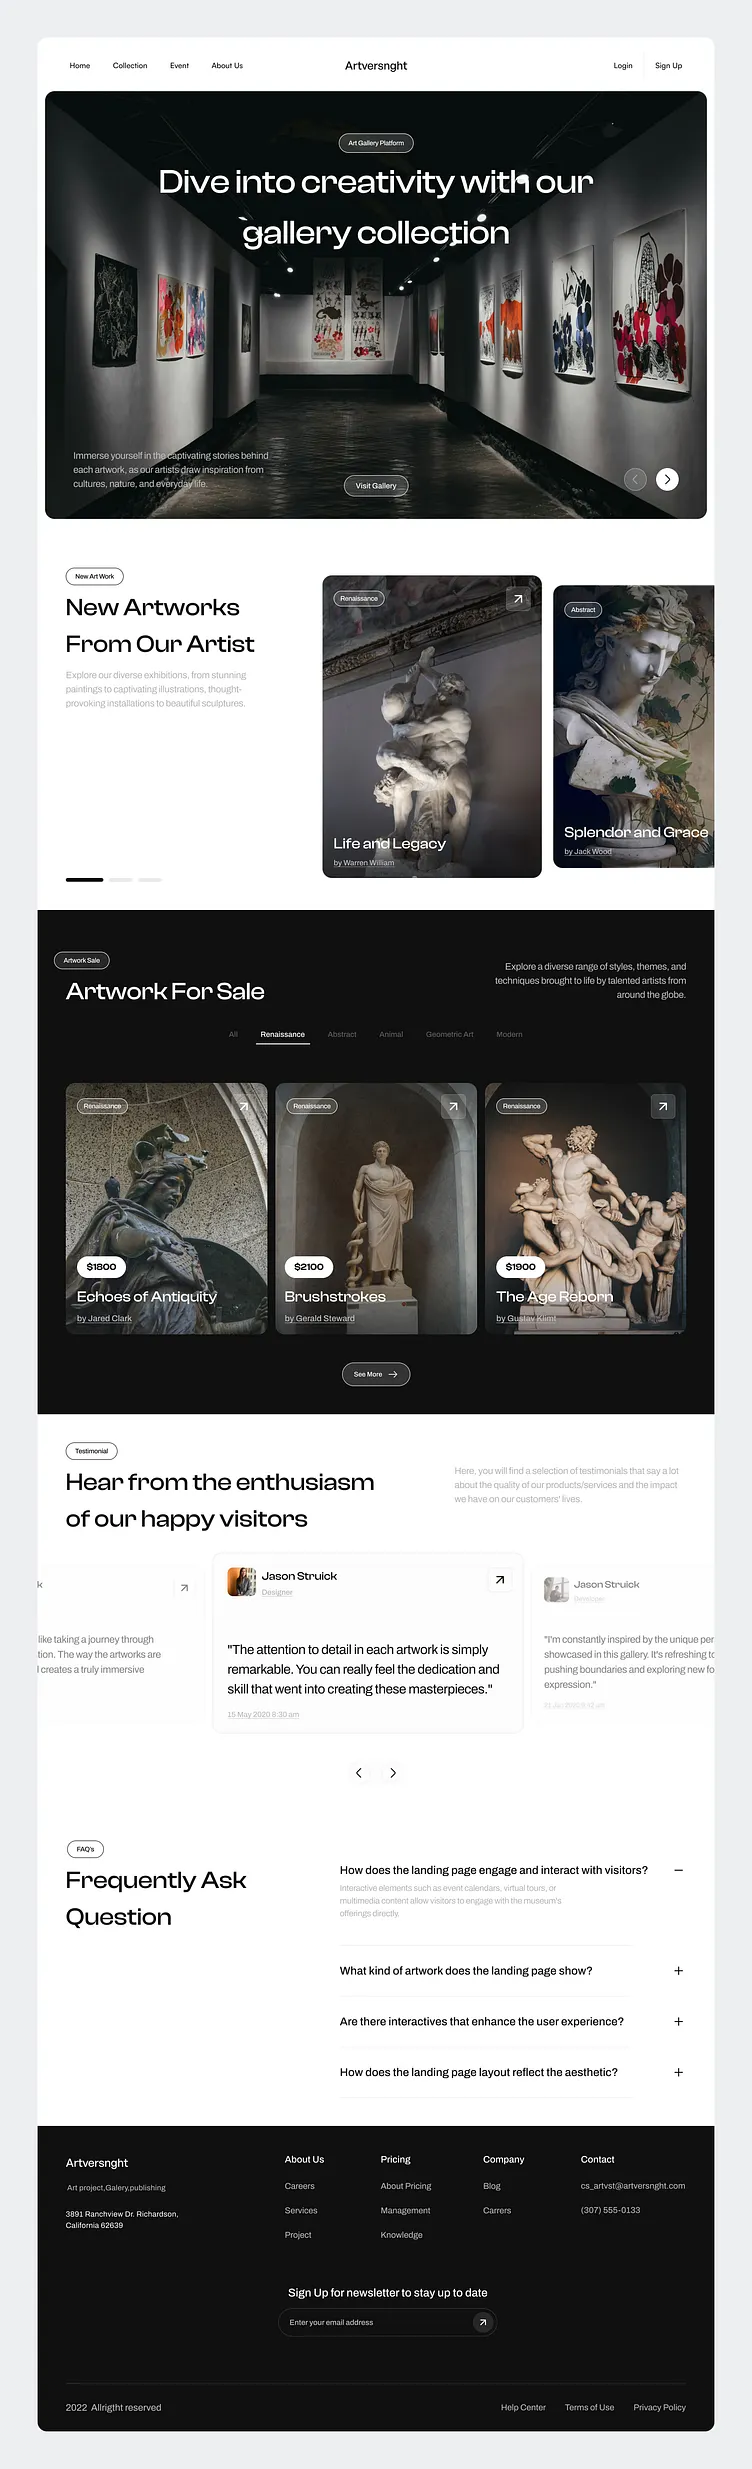 Home Collection Event About Us Artversnght Login Sign Up
Art Gallery Platform
Dive into creativity with our
gallery collection
Immerse yourself in the captivating stories behind
each artwork, as our artists draw inspiration from
cultures, nature, and everyday life.
Visit Gallery
New Art Work
New Artworks
From Our Artist
Explore our diverse exhibitions, from stunning
paintings to captivating illustrations, thought-
provoking installations to beautiful sculptures.
Renaissance
Life and Legacy
by Warren William
Abstract
Splendor and Grace
by Jack Wood
Artwork Sale
Artwork For Sale
Explore a diverse range of styles, themes, and
techniques brought to life by talented artists from
around the globe.
All Renaissance Abstract Animal Geometric Art Modern
Renaissance
$1800
Echoes of Antiquity
by Jared Clark
Renaissance
$2100
Brushstrokes
by Gerald Steward
Renaissance
$1900
The Age Reborn
by Gustav Klimt
See More
Testimonial
Hear from the enthusiasm
of our happy visitors
Here, you will find a selection of testimonials that say a lot
about the quality of our products/services and the impact
we have on our customers' lives.
k
like taking a journey through
tion. The way the artworks are
l creates a truly immersive
Jason Struick
Designer
"The attention to detail in each artwork is simply
remarkable. You can really feel the dedication and
skill that went into creating these masterpieces."
15 May 2020 8:30 am
Jason Struick
"I'm constantly inspired by the unique per
showcased in this gallery. It's refreshing to
pushing boundaries and exploring new fo
expression."
FAQ's
Frequently Ask
Question
How does the landing page engage and interact with visitors?
Interactive elements such as event calendars, virtual tours, or
multimedia content allow visitors to engage with the museum's
offerings directly.
What kind of artwork does the landing page show?
Are there interactives that enhance the user experience?
How does the landing page layout reflect the aesthetic?
Artversnght
Art project,Galery,publishing
3891 Ranchview Dr. Richardson,
California 62639
About Us
Careers
Services
Project
Pricing
About Pricing
Management
Knowledge
Company
Blog
Carrers
Contact
cs_artvst@artversnght.com
(307) 555-0133
Sign Up for newsletter to stay up to date
Enter your email address
2022 Allrigtht reserved
Help Center Terms of Use Privacy Policy